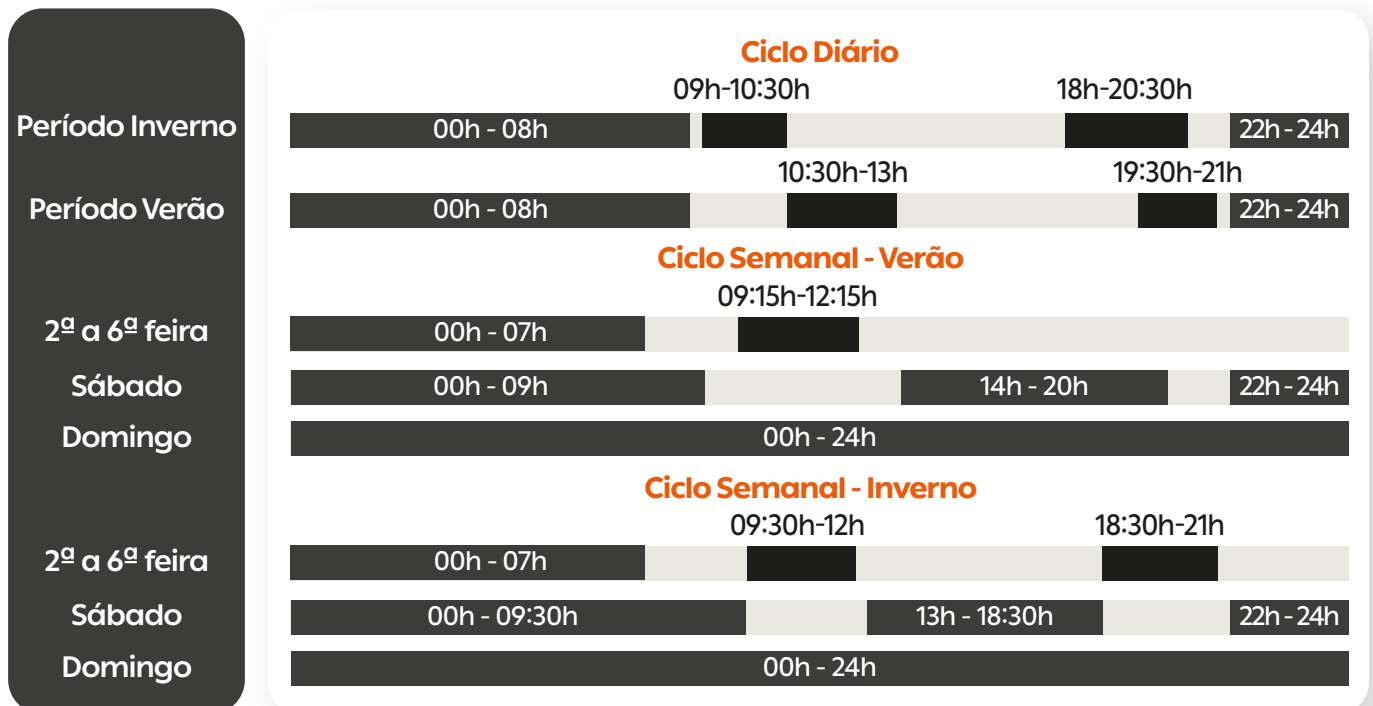 Ciclo Diário
09h-10:30h 18h-20:30h
Período Inverno 00h - 08h 22h - 24h
10:30h-13h 19:30h-21h
Período Verão 00h - 08h 22h - 24h
Ciclo Semanal - Verão
09:15h-12:15h
2ª a 6ª feira 00h - 07h
Sábado 00h - 09h 14h - 20h 22h - 24h
Domingo 00h - 24h
Ciclo Semanal - Inverno
09:30h-12h 18:30h-21h
2ª a 6ª feira 00h - 07h
Sábado 00h - 09:30h 13h - 18:30h 22h - 24h
Domingo 00h - 24h